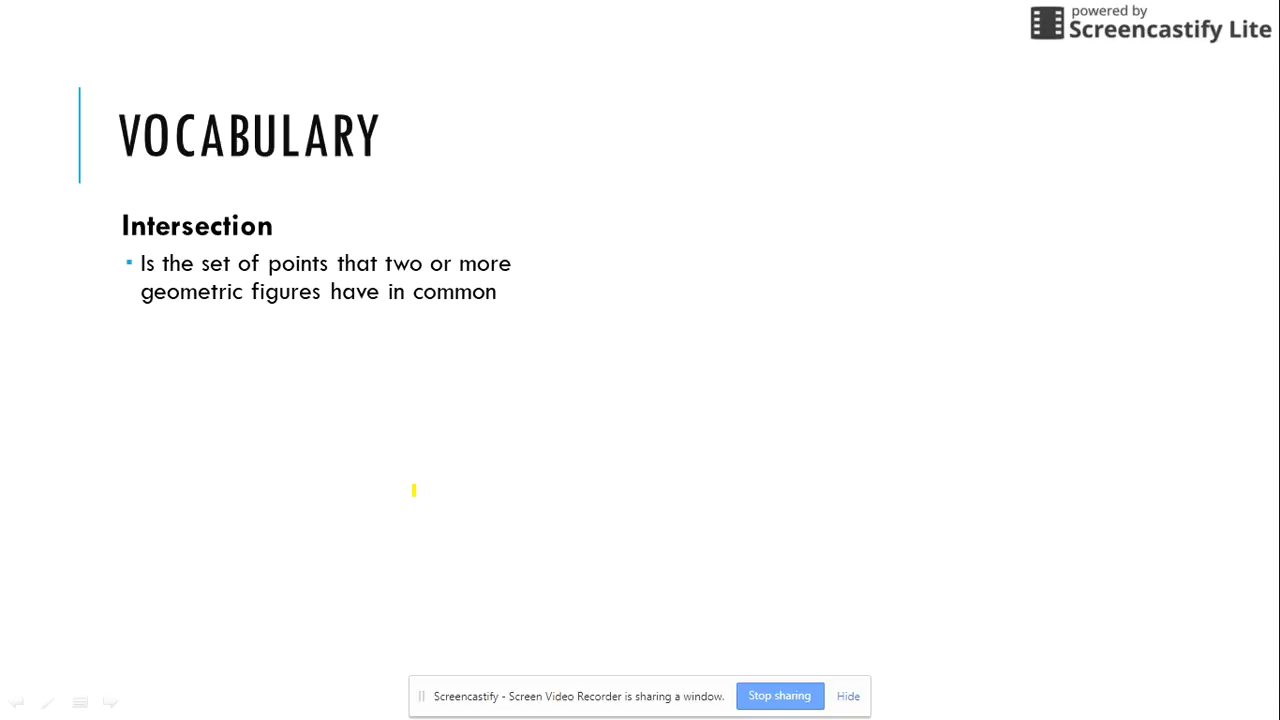 powered by
Screencastify Lite
VOCABULARY
Intersection
Is the set of points that two or more
geometric figures have in common
Screencastify - Screen Video Recorder is sharing a window. Stop sharing Hide